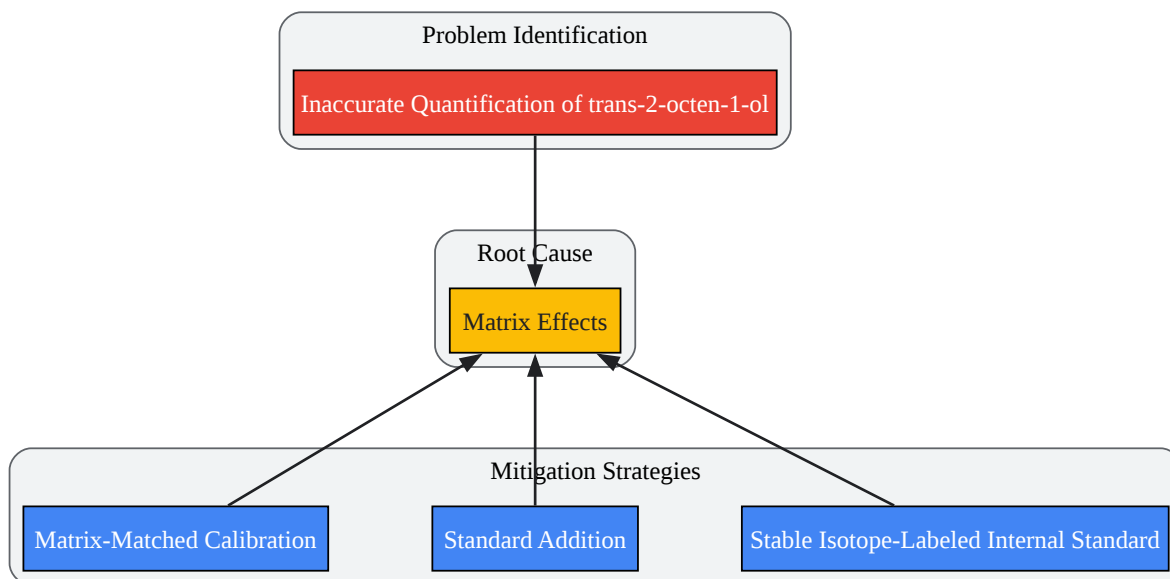 Problem Identification
Inaccurate Quantification of trans-2-octen-1-ol
Root Cause
Matrix Effects
Mitigation Strategies
Matrix-Matched Calibration
Standard Addition
Stable Isotope-Labeled Internal Standard